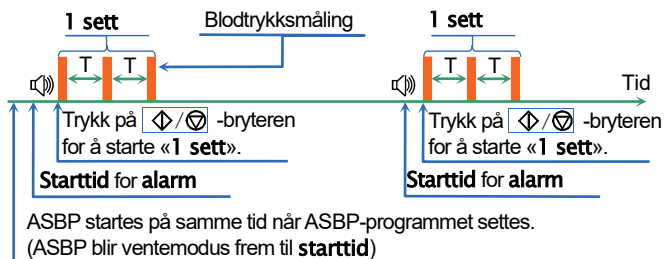 1 sett
Blodtrykksmåling
1 sett
T T
T T
Tid
Trykk på / -bryteren
for å starte «1 sett».
Trykk på / -bryteren
for å starte «1 sett».
Starttid for alarm
Starttid for alarm
ASBP startes på samme tid når ASBP-programmet settes.
(ASBP blir ventemodus frem til starttid)